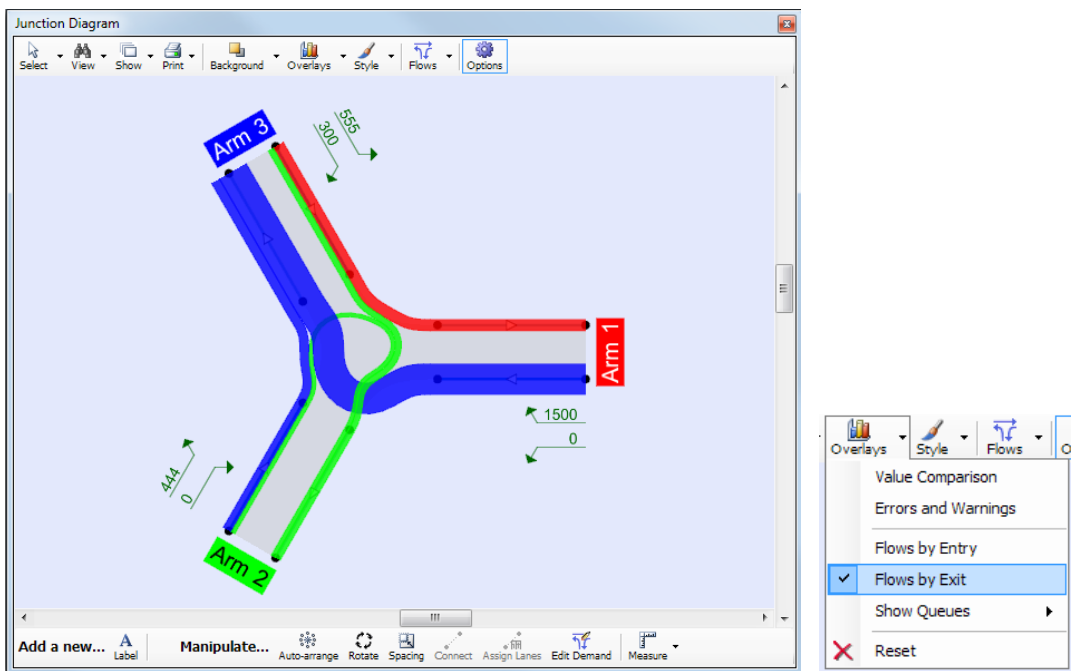 Junction Diagram
Select View Show Print Background Overlays Style Flows Options
Arm 3
300
555
Arm 1
1500
0
444
0
Arm 2
Add a new... Label Manipulate... Auto-arrange Rotate Spacing Connect Assign Lanes Edit Demand Measure
Overlays Style Flows O
Value Comparison
Errors and Warnings
Flows by Entry
Flows by Exit
Show Queues
Reset